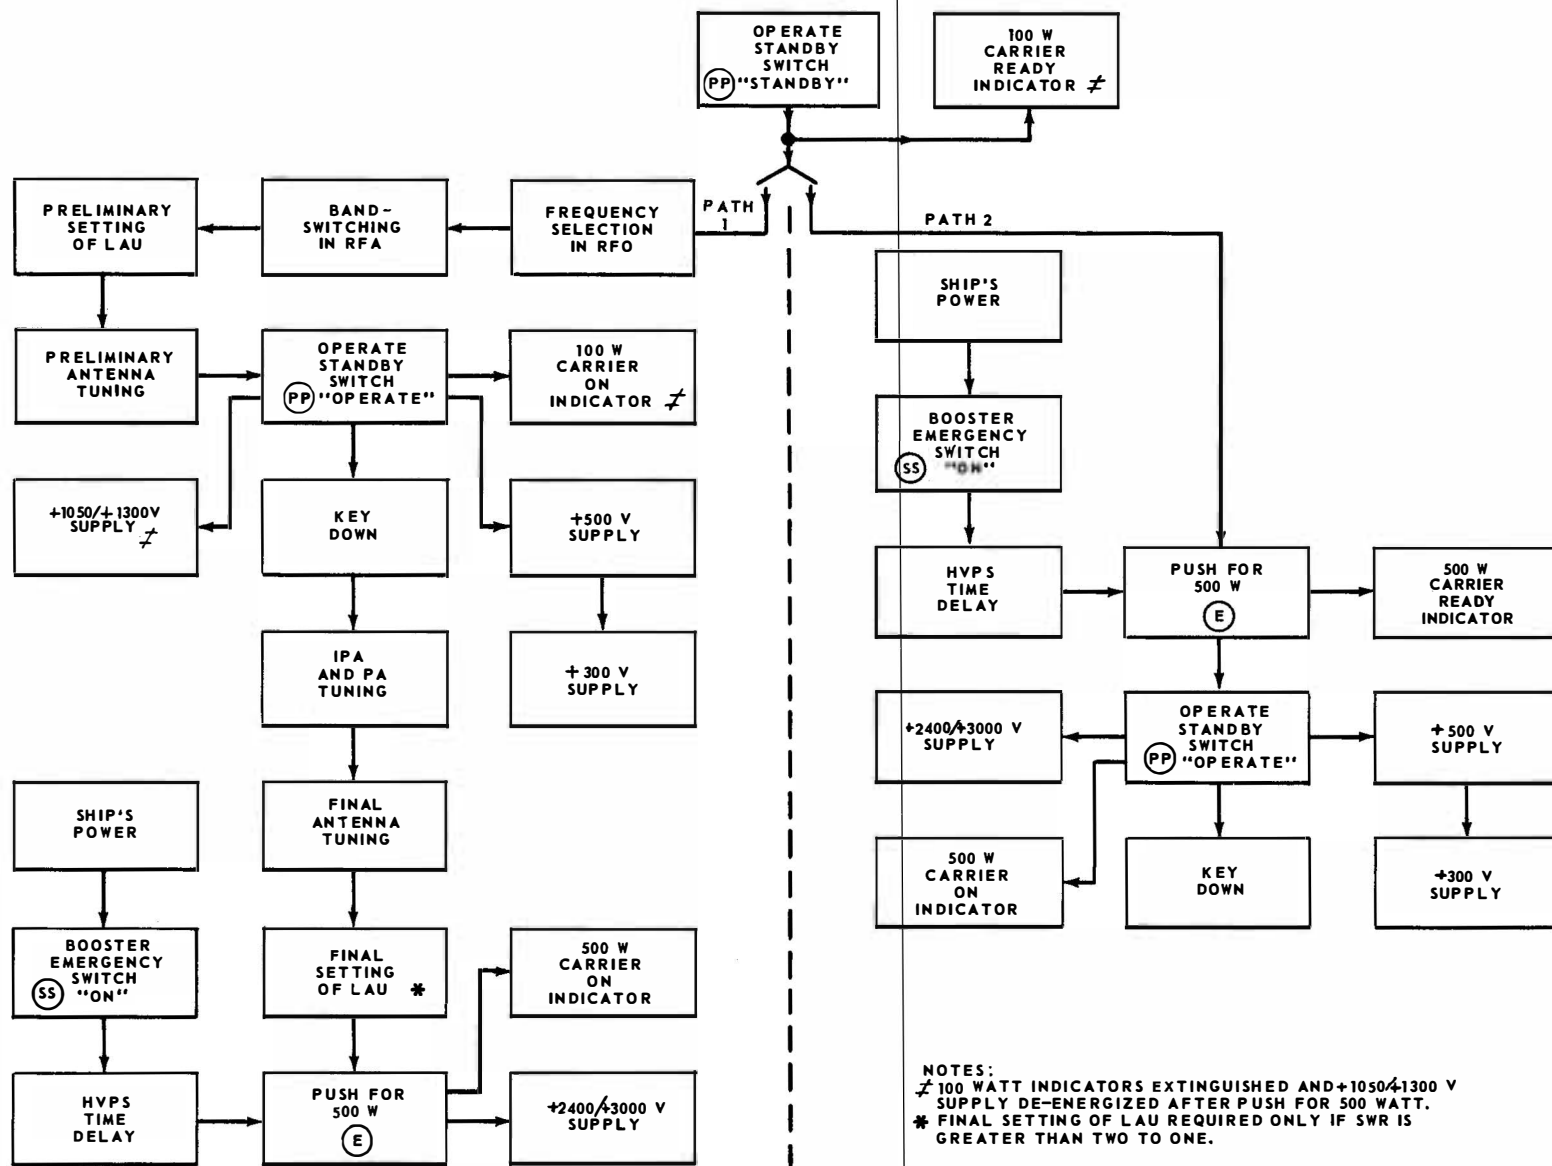 OPERATE
STANDBY
SWITCH
PP "STANDBY"
100 W
CARRIER
READY
INDICATOR ≠
PATH
1
PATH 2
PRELIMINARY
SETTING
OF LAU
BAND-
SWITCHING
IN RFA
FREQUENCY
SELECTION
IN RFO
PRELIMINARY
ANTENNA
TUNING
OPERATE
STANDBY
SWITCH
PP "OPERATE"
100 W
CARRIER
ON
INDICATOR ≠
+1050/+1300V
SUPPLY ≠
KEY
DOWN
+500 V
SUPPLY
IPA
AND PA
TUNING
+300 V
SUPPLY
SHIP'S
POWER
FINAL
ANTENNA
TUNING
BOOSTER
EMERGENCY
SWITCH
SS "ON"
FINAL
SETTING
OF LAU *
500 W
CARRIER
ON
INDICATOR
HVPS
TIME
DELAY
PUSH FOR
500 W
E
+2400/+3000 V
SUPPLY
SHIP'S
POWER
BOOSTER
EMERGENCY
SWITCH
SS "ON"
HVPS
TIME
DELAY
PUSH FOR
500 W
E
500 W
CARRIER
READY
INDICATOR
+2400/+3000 V
SUPPLY
OPERATE
STANDBY
SWITCH
PP "OPERATE"
+500 V
SUPPLY
500 W
CARRIER
ON
INDICATOR
KEY
DOWN
+300 V
SUPPLY
NOTES:
≠ 100 WATT INDICATORS EXTINGUISHED AND +1050/+1300 V
SUPPLY DE-ENERGIZED AFTER PUSH FOR 500 WATT.
* FINAL SETTING OF LAU REQUIRED ONLY IF SWR IS
GREATER THAN TWO TO ONE.